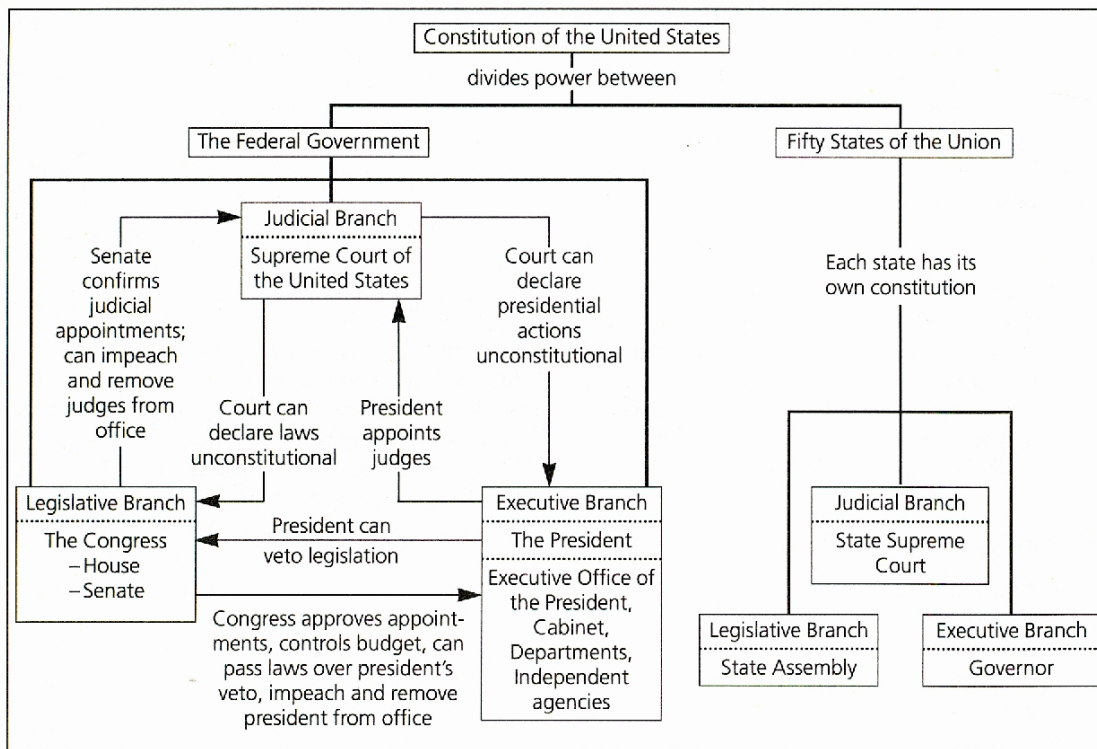 Constitution of the United States
divides power between
The Federal Government
Fifty States of the Union
Judicial Branch
Supreme Court of
the United States
Senate
confirms
judicial
appointments;
can impeach
and remove
judges from
office
Court can
declare
presidential
actions
unconstitutional
Each state has its
own constitution
Court can
declare laws
unconstitutional
President
appoints
judges
Legislative Branch
The Congress
–House
–Senate
President can
veto legislation
Executive Branch
The President
Executive Office of
the President,
Cabinet,
Departments,
Independent
agencies
Congress approves appoint-
ments, controls budget, can
pass laws over president's
veto, impeach and remove
president from office
Judicial Branch
State Supreme
Court
Legislative Branch
State Assembly
Executive Branch
Governor